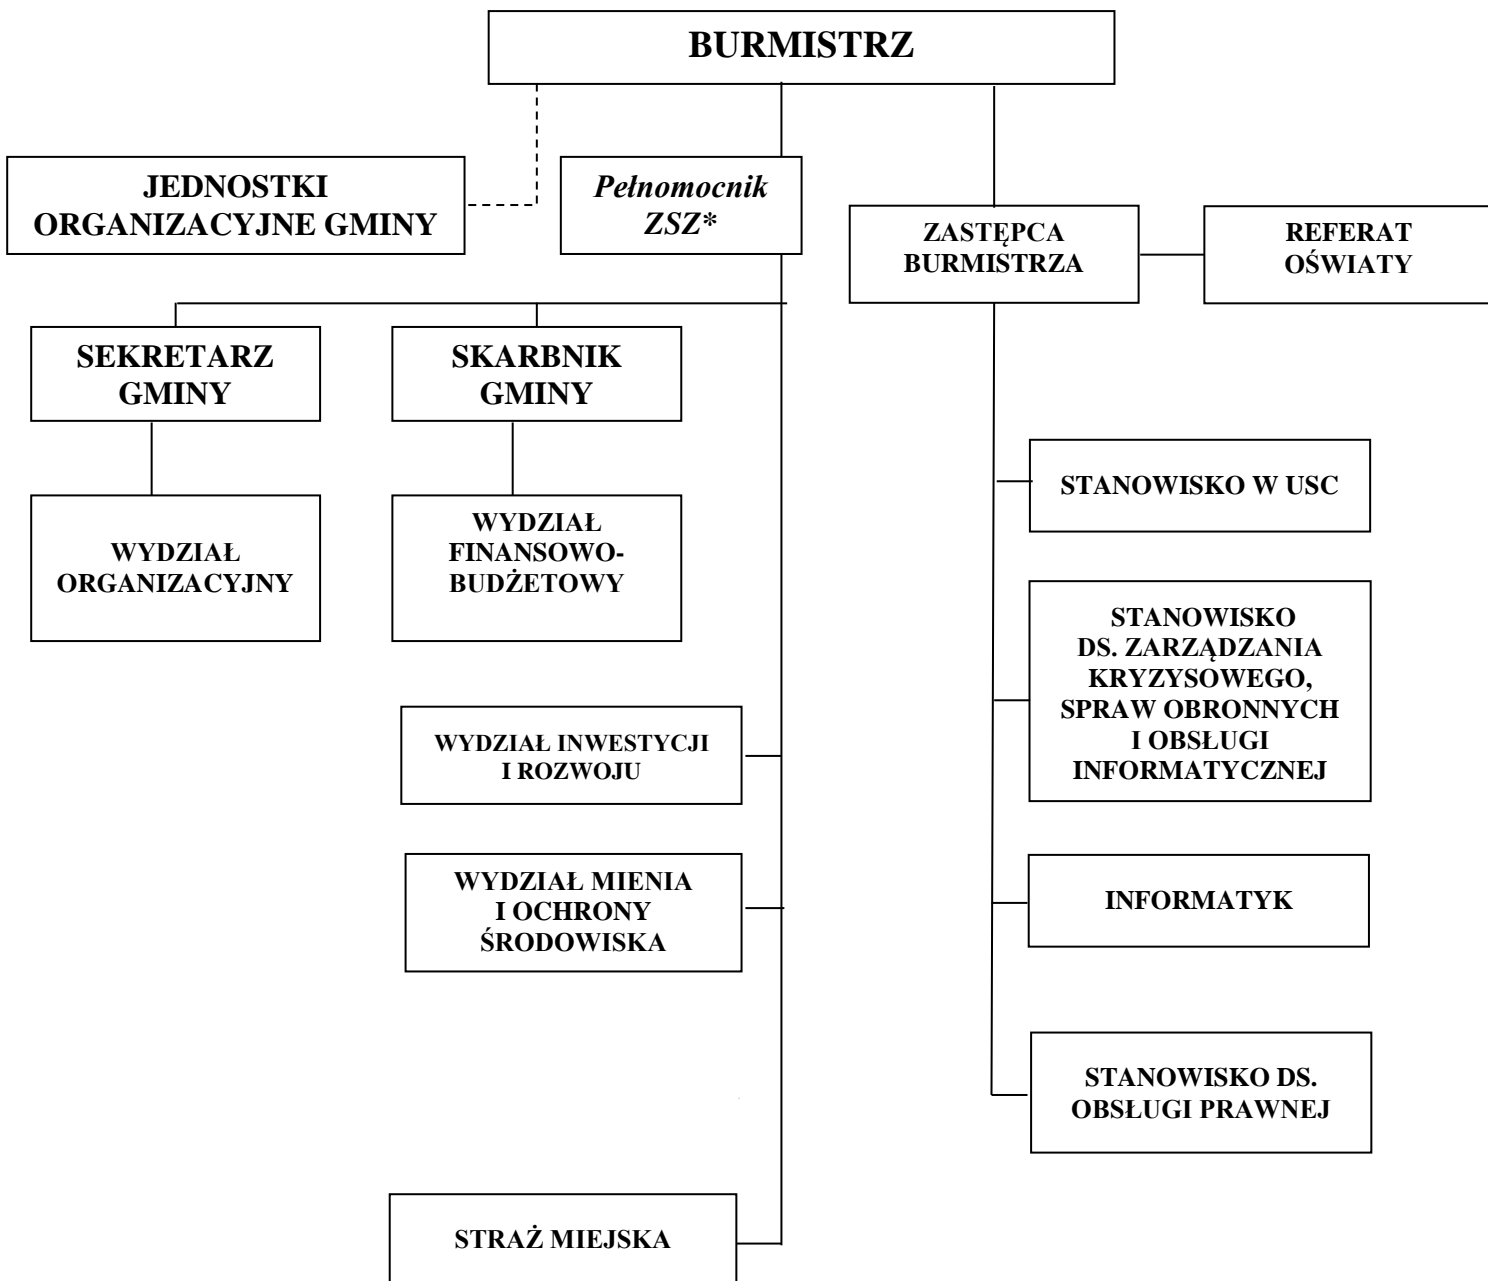 BURMISTRZ
JEDNOSTKI
ORGANIZACYJNE GMINY
Pełnomocnik
ZSZ*
ZASTĘPCA
BURMISTRZA
REFERAT
OŚWIATY
SEKRETARZ
GMINY
SKARBNIK
GMINY
WYDZIAŁ
ORGANIZACYJNY
WYDZIAŁ
FINANSOWO-
BUDŻETOWY
STANOWISKO W USC
STANOWISKO
DS. ZARZĄDZANIA
KRYZYSOWEGO,
SPRAW OBRONNYCH
I OBSŁUGI
INFORMATYCZNEJ
WYDZIAŁ INWESTYCJI
I ROZWOJU
WYDZIAŁ MIENIA
I OCHRONY
ŚRODOWISKA
INFORMATYK
STANOWISKO DS.
OBSŁUGI PRAWNEJ
STRAŻ MIEJSKA